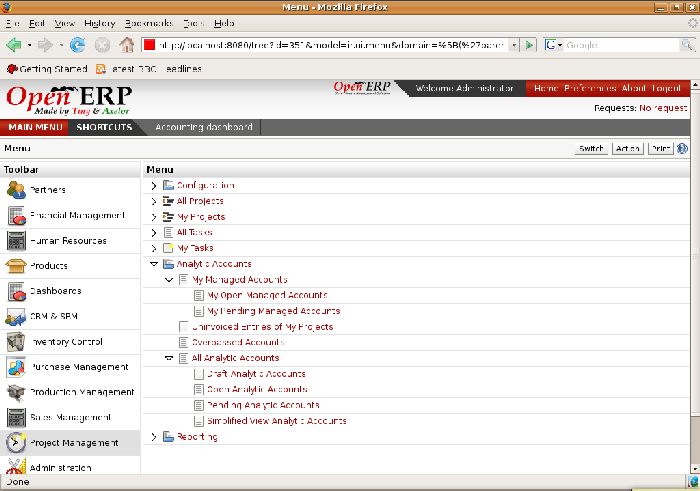 Menu - Mozilla Firefox
File Edit View History Bookmarks Tools Help
http://localhost:8080/tree?id=351&model=ir.ui.menu&domain=%5B(%27parer
Google
Getting Started Latest BBC Headlines
Open ERP
Made by Tiny & Axelor
Open ERP
Welcome Administrator
Home Preferences About Logout
Requests: No request
MAIN MENU SHORTCUTS Accounting dashboard
Menu
Switch Action Print
Toolbar
Partners
Financial Management
Human Resources
Products
Dashboards
CRM & SRM
Inventory Control
Purchase Management
Production Management
Sales Management
Project Management
Administration
Menu
Configuration
All Projects
My Projects
All Tasks
My Tasks
Analytic Accounts
My Managed Accounts
My Open Managed Accounts
My Pending Managed Accounts
Uninvoiced Entries of My Projects
Overpassed Accounts
All Analytic Accounts
Draft Analytic Accounts
Open Analytic Accounts
Pending Analytic Accounts
Simplified View Analytic Accounts
Reporting
Done